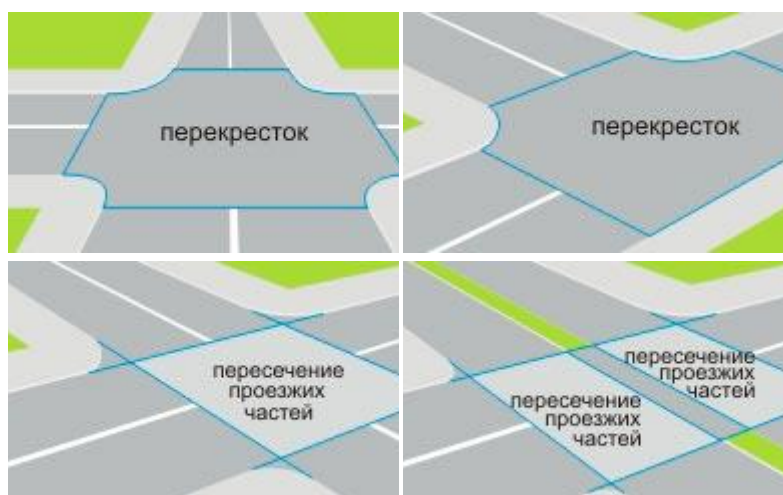 перекресток
перекресток
пересечение
проезжих
частей
пересечение
проезжих
частей
пересечение
проезжих
частей